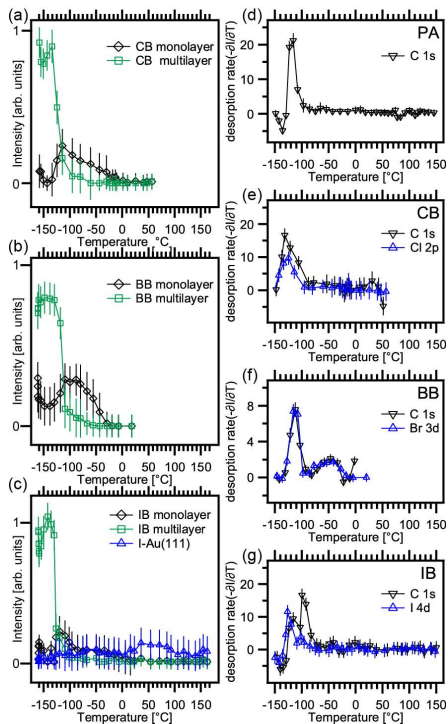 (a)
CB monolayer
CB multilayer
Intensity [arb. units]
1
0
-150 -100 -50 0 50 100 150
Temperature °C]
(b)
BB monolayer
BB multilayer
Intensity [arb. units]
1
0
-150 -100 -50 0 50 100 150
Temperature [°C]
(c)
IB monolayer
IB multilayer
I-Au(111)
Intensity [arb. units]
1
0
-150 -100 -50 0 50 100 150
Temperature [°C]
(d)
PA
C 1s
desorption rate(-∂I/∂T)
20
10
0
-150 -100 -50 0 50 100 150
Temperature [°C]
(e)
CB
C 1s
Cl 2p
desorption rate(-∂I/∂T)
20
10
0
-150 -100 -50 0 50 100 150
Temperature [°C]
(f)
BB
C 1s
Br 3d
desorption rate(-∂I/∂T)
8
4
0
-150 -100 -50 0 50 100 150
Temperature [°C]
(g)
IB
C 1s
I 4d
desorption rate(-∂I/∂T)
20
10
0
-150 -100 -50 0 50 100 150
Temperature [°C]